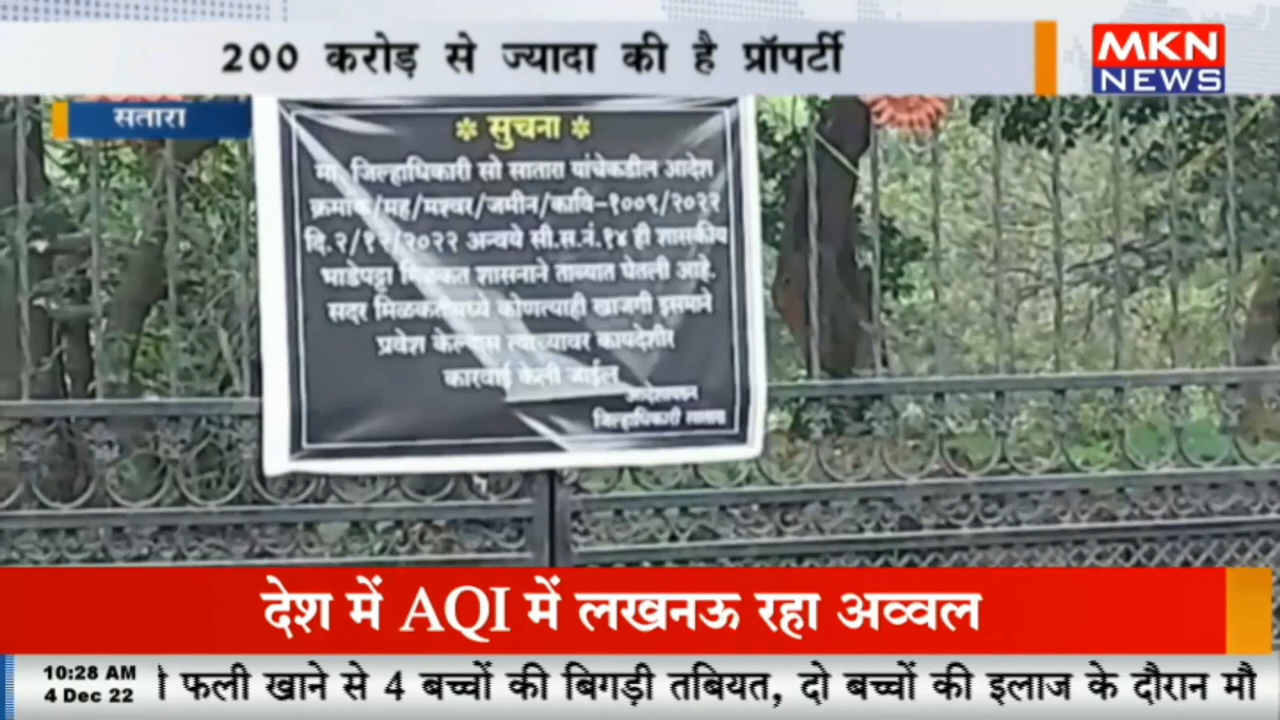 200 करोड़ से ज्यादा की है प्रॉपर्टी
MKN
NEWS
सतारा
सुचना
मा. जिल्हाधिकारी सो सातारा यांचेकडील आदेश
क्रमांक/मह/मश्वर/जमीन/कावि-१००९/२०२२
दि.२/१२/२०२२ अन्वये सी.स.नं.१४ ही शासकीय
भाडेपट्टा मिळकत शासनाने ताब्यात घेतली आहे.
सदर मिळकतीमध्ये कोणत्याही खाजगी इसमाने
प्रवेश केल्यास त्याच्यावर कायदेशीर
कारवाई केली जाईल
आदेशावरून
जिल्हाधिकारी सातारा
देश में AQI में लखनऊ रहा अव्वल
10:28 AM
4 Dec 22
फली खाने से 4 बच्चों की बिगड़ी तबियत, दो बच्चों की इलाज के दौरान मौ